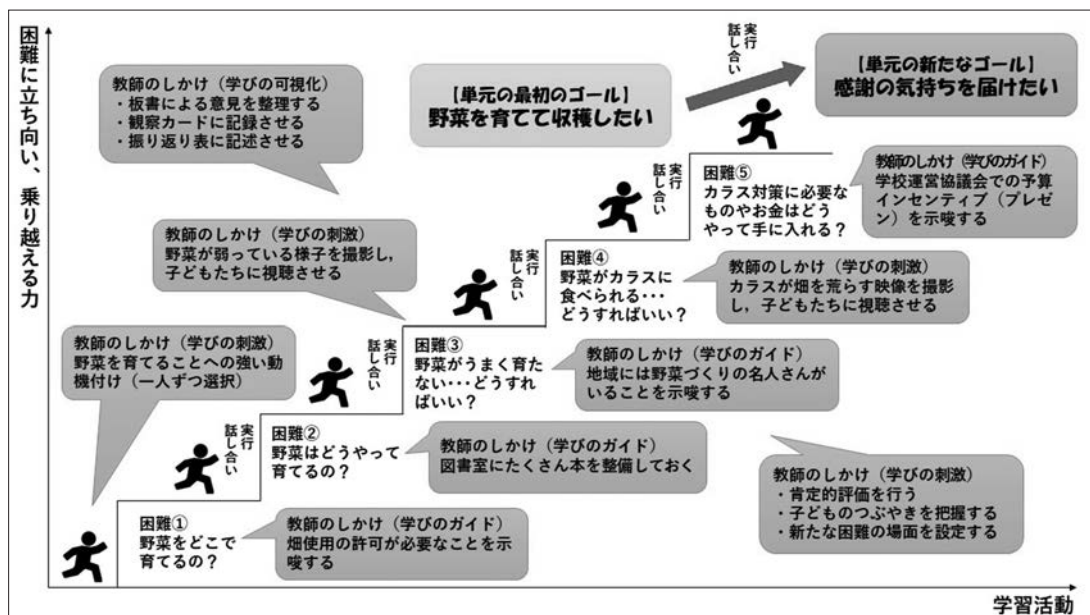 困難に立ち向い、乗り越える力
教師のしかけ（学びの可視化）
・板書による意見を整理する
・観察カードに記録させる
・振り返り表に記述させる
【単元の最初のゴール】
野菜を育てて収穫したい
実行
話し合い
【単元の新たなゴール】
感謝の気持ちを届けたい
教師のしかけ（学びの刺激）
野菜が弱っている様子を撮影し，
子どもたちに視聴させる
実行
話し合い
困難⑤
カラス対策に必要な
ものやお金はどう
やって手に入れる？
教師のしかけ（学びのガイド）
学校運営協議会での予算
インセンティブ（プレゼ
ン）を示唆する
実行
話し合い
困難④
野菜がカラスに
食べられる・・・
どうすればいい？
教師のしかけ（学びの刺激）
カラスが畑を荒らす映像を撮影
し，子どもたちに視聴させる
教師のしかけ（学びの刺激）
野菜を育てることへの強い動
機付け（一人ずつ選択）
実行
話し合い
困難③
野菜がうまく育た
ない・・・どうすれ
ばいい？
教師のしかけ（学びのガイド）
地域には野菜づくりの名人さんが
いることを示唆する
実行
話し合い
困難②
野菜はどうやって
育てるの？
教師のしかけ（学びのガイド）
図書室にたくさん本を整備しておく
教師のしかけ（学びの刺激）
・肯定的評価を行う
・子どものつぶやきを把握する
・新たな困難の場面を設定する
困難①
野菜をどこで
育てるの？
教師のしかけ（学びのガイド）
畑使用の許可が必要なことを示
唆する
学習活動